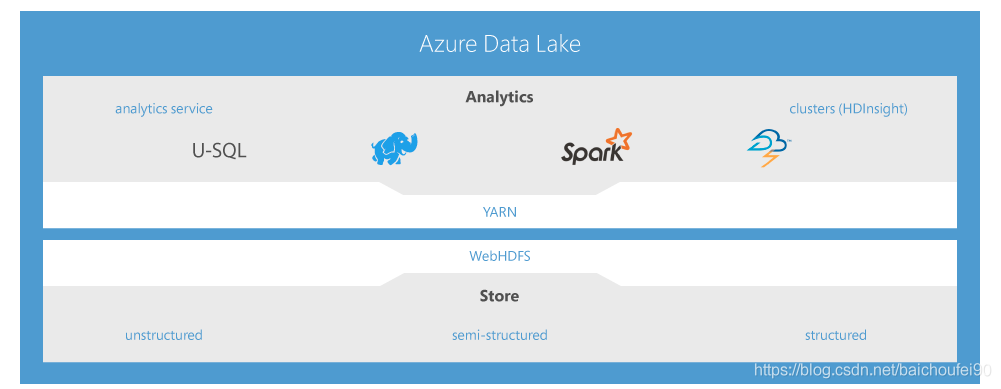 Azure Data Lake
Analytics
analytics service
clusters (HDInsight)
U-SQL
Spark
YARN
WebHDFS
Store
unstructured
semi-structured
structured
https://blog.csdn.net/baichoufei90